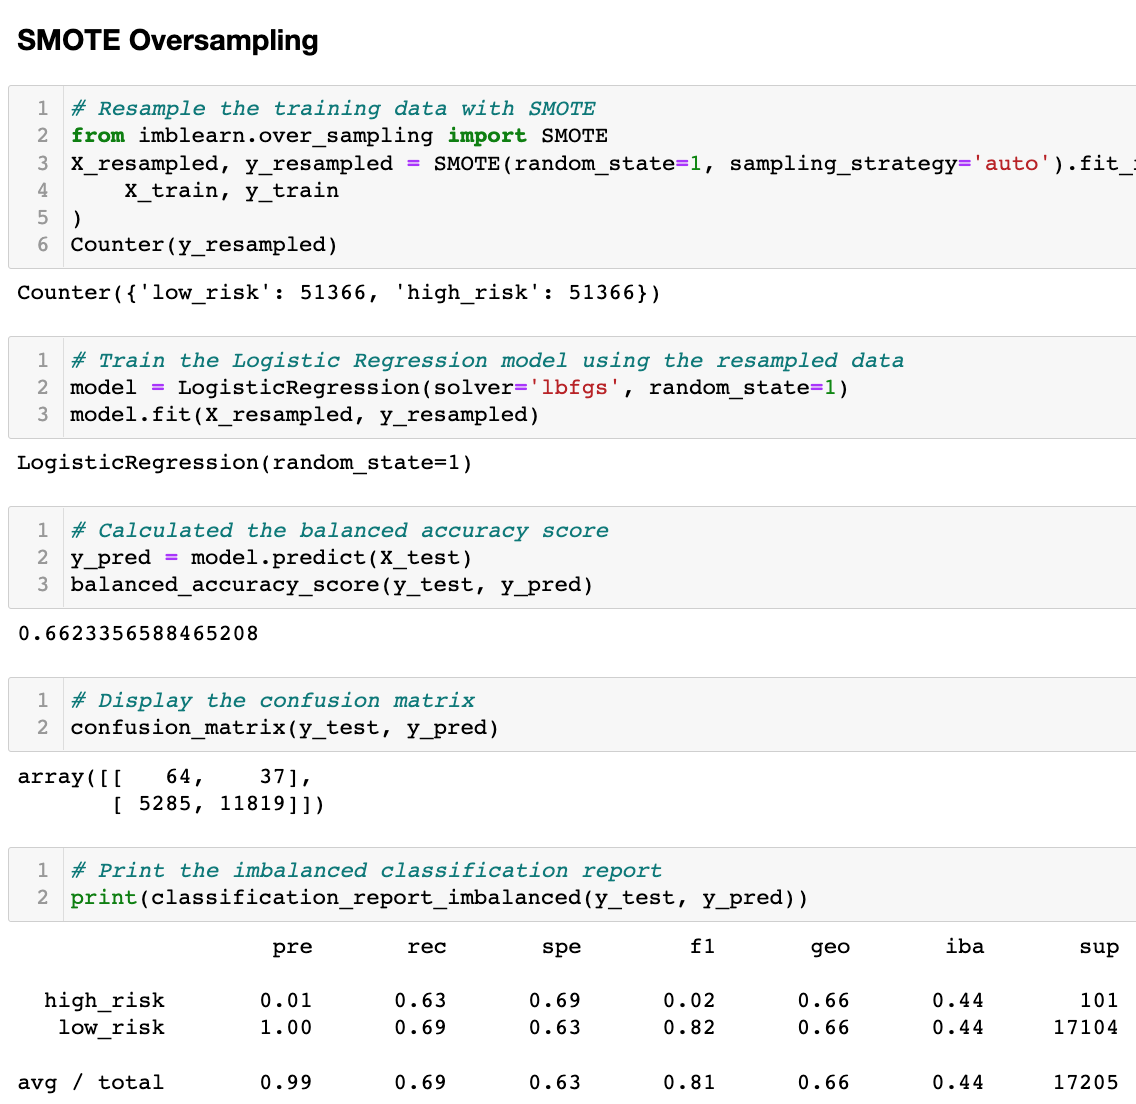 SMOTE Oversampling
1 # Resample the training data with SMOTE
2 from imblearn.over_sampling import SMOTE
3 X_resampled, y_resampled = SMOTE(random_state=1, sampling_strategy='auto').fit_
4     X_train, y_train
5 )
6 Counter(y_resampled)
Counter({'low_risk': 51366, 'high_risk': 51366})
1 # Train the Logistic Regression model using the resampled data
2 model = LogisticRegression(solver='lbfgs', random_state=1)
3 model.fit(X_resampled, y_resampled)
LogisticRegression(random_state=1)
1 # Calculated the balanced accuracy score
2 y_pred = model.predict(X_test)
3 balanced_accuracy_score(y_test, y_pred)
0.6623356588465208
1 # Display the confusion matrix
2 confusion_matrix(y_test, y_pred)
array([[   64,    37],
       [ 5285, 11819]])
1 # Print the imbalanced classification report
2 print(classification_report_imbalanced(y_test, y_pred))
pre rec spe f1 geo iba sup
high_risk 0.01 0.63 0.69 0.02 0.66 0.44 101
low_risk 1.00 0.69 0.63 0.82 0.66 0.44 17104
avg / total 0.99 0.69 0.63 0.81 0.66 0.44 17205